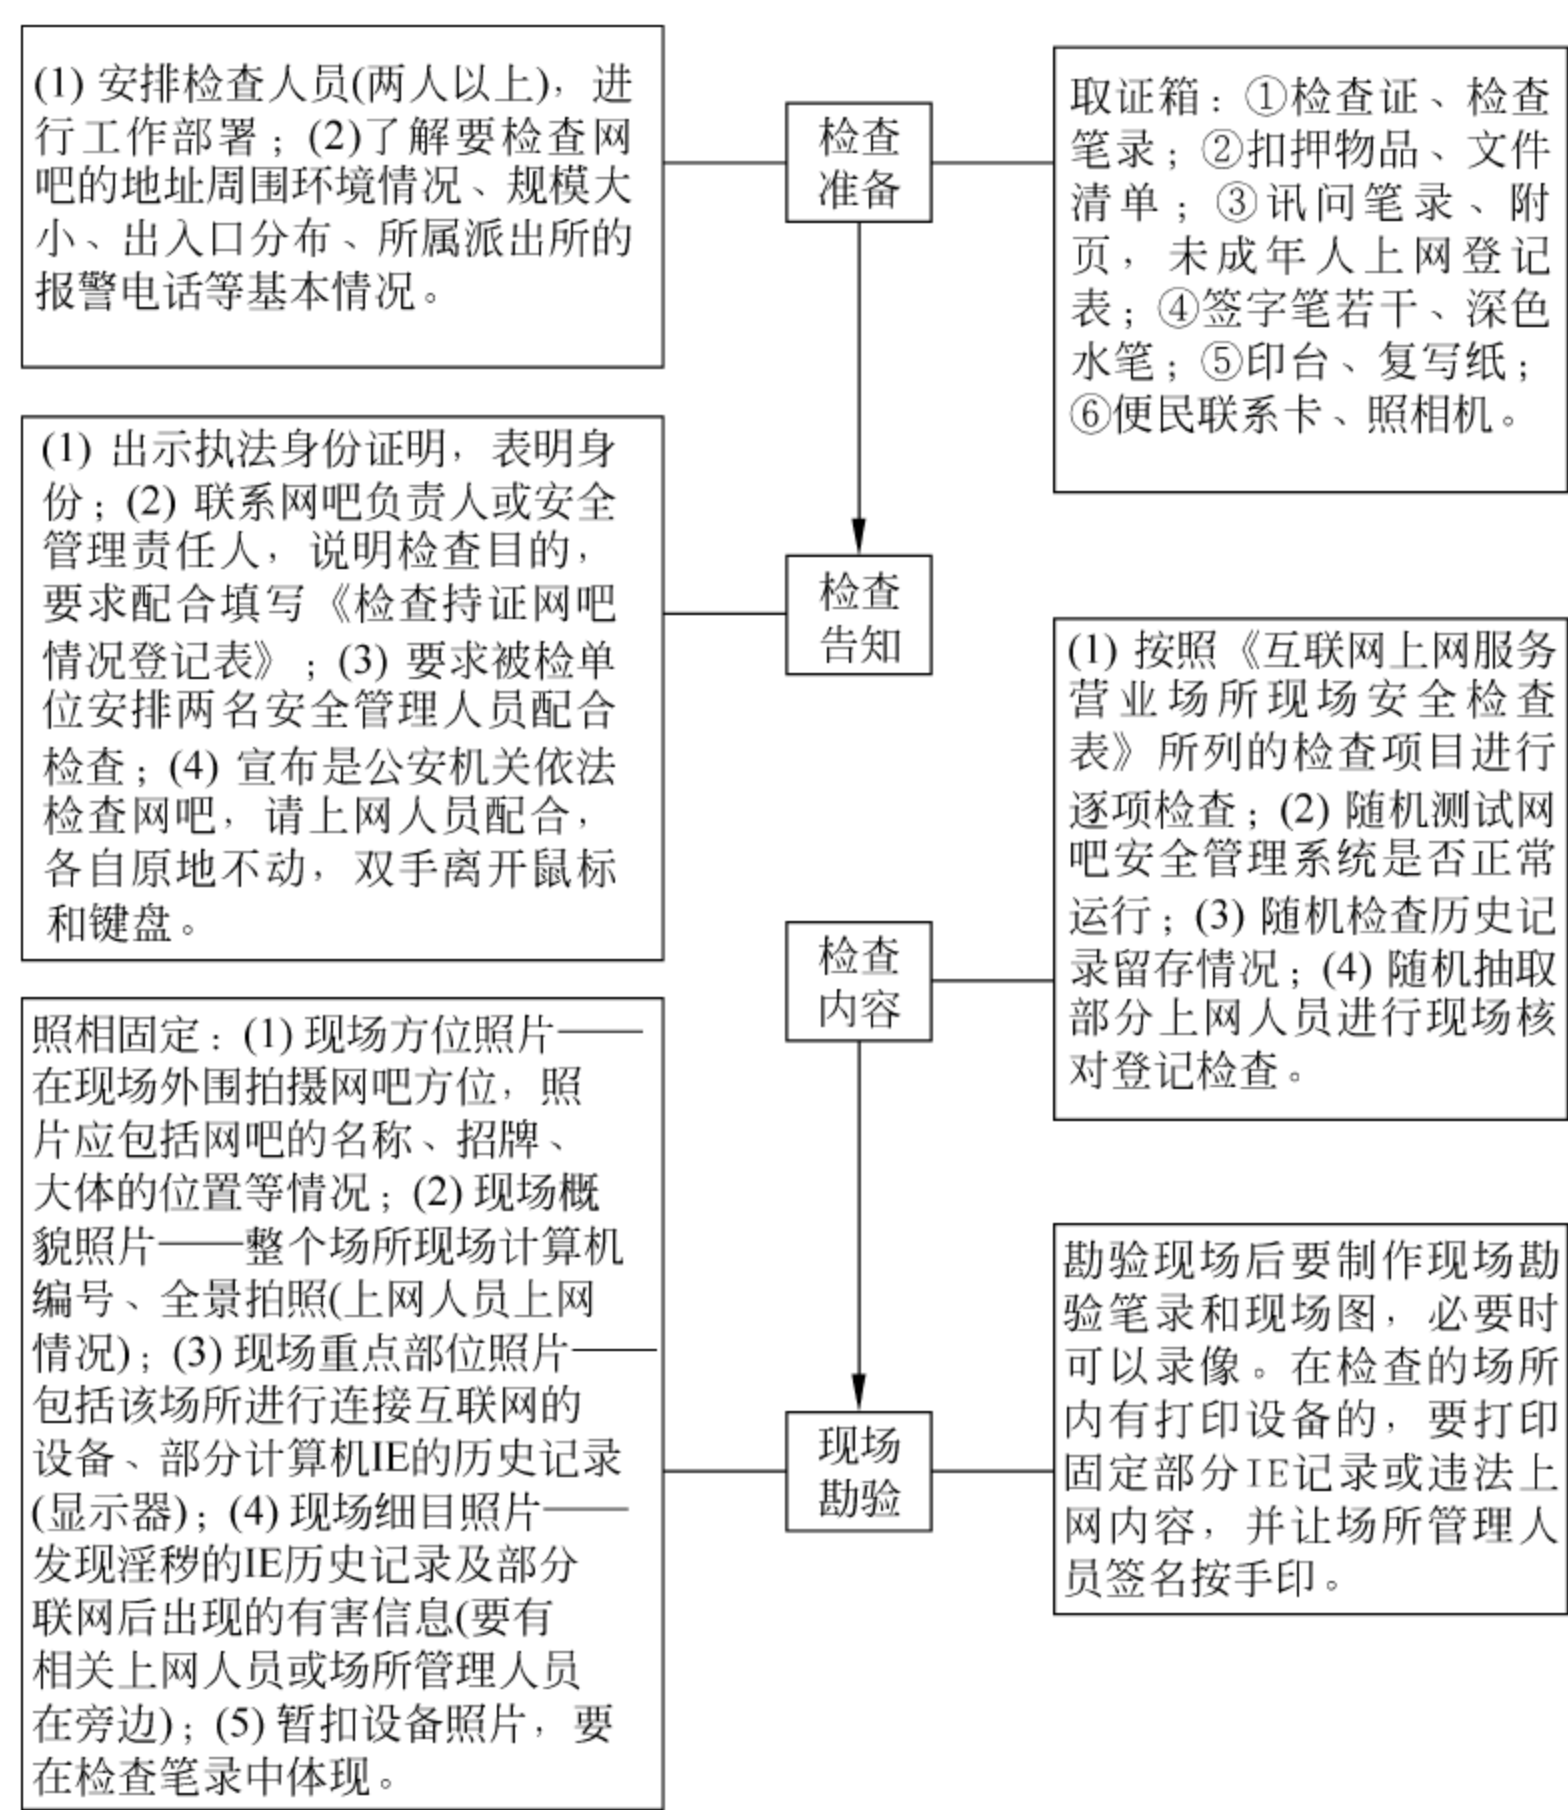 (1) 安排检查人员(两人以上)，进
行工作部署；(2)了解要检查网
吧的地址周围环境情况、规模大
小、出入口分布、所属派出所的
报警电话等基本情况。
检查
准备
取证箱：①检查证、检查
笔录；②扣押物品、文件
清单；③讯问笔录、附
页，未成年人上网登记
表；④签字笔若干、深色
水笔；⑤印台、复写纸；
⑥便民联系卡、照相机。
(1) 出示执法身份证明，表明身
份；(2) 联系网吧负责人或安全
管理责任人，说明检查目的，
要求配合填写《检查持证网吧
情况登记表》；(3) 要求被检单
位安排两名安全管理人员配合
检查；(4) 宣布是公安机关依法
检查网吧，请上网人员配合，
各自原地不动，双手离开鼠标
和键盘。
检查
告知
检查
内容
(1) 按照《互联网上网服务
营业场所现场安全检查
表》所列的检查项目进行
逐项检查；(2) 随机测试网
吧安全管理系统是否正常
运行；(3) 随机检查历史记
录留存情况；(4) 随机抽取
部分上网人员进行现场核
对登记检查。
照相固定：(1) 现场方位照片——
在现场外围拍摄网吧方位，照
片应包括网吧的名称、招牌、
大体的位置等情况；(2) 现场概
貌照片——整个场所现场计算机
编号、全景拍照(上网人员上网
情况)；(3) 现场重点部位照片——
包括该场所进行连接互联网的
设备、部分计算机IE的历史记录
(显示器)；(4) 现场细目照片——
发现淫秽的IE历史记录及部分
联网后出现的有害信息(要有
相关上网人员或场所管理人员
在旁边)；(5) 暂扣设备照片，要
在检查笔录中体现。
现场
勘验
勘验现场后要制作现场勘
验笔录和现场图，必要时
可以录像。在检查的场所
内有打印设备的，要打印
固定部分IE记录或违法上
网内容，并让场所管理人
员签名按手印。